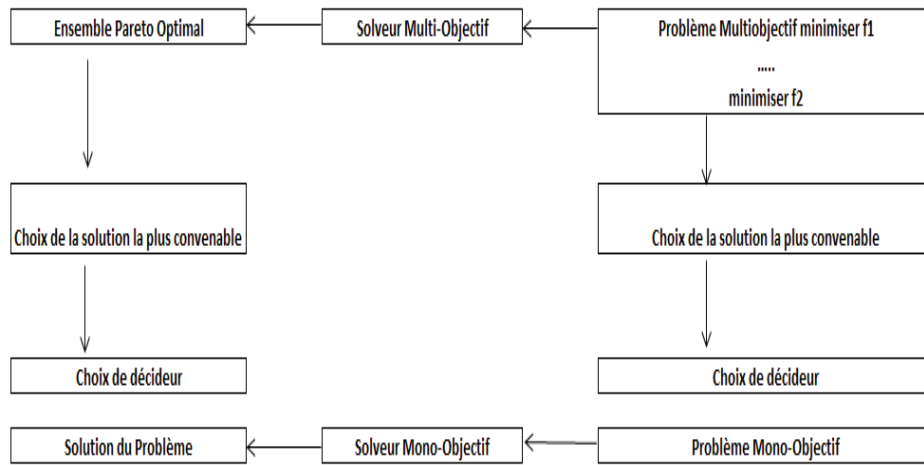 Ensemble Pareto Optimal
Solveur Multi-Objectif
Problème Multiobjectif minimiser f1
.....
minimiser f2
Choix de la solution la plus convenable
Choix de la solution la plus convenable
Choix de décideur
Choix de décideur
Solution du Problème
Solveur Mono-Objectif
Problème Mono-Objectif